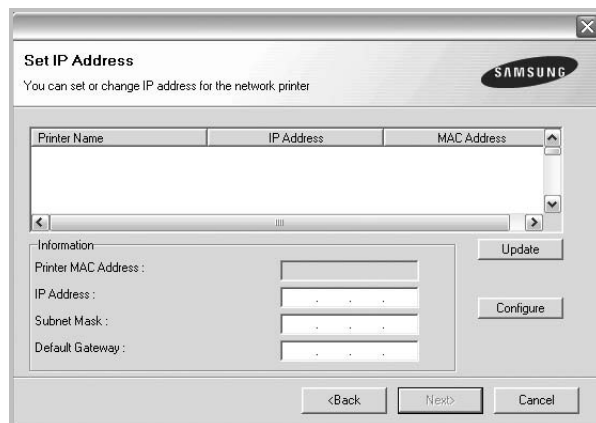 Set IP Address
You can set or change IP address for the network printer
SAMSUNG
Printer Name IP Address MAC Address
Information
Update
Printer MAC Address :
IP Address :
Configure
Subnet Mask :
Default Gateway :
<Back Next> Cancel